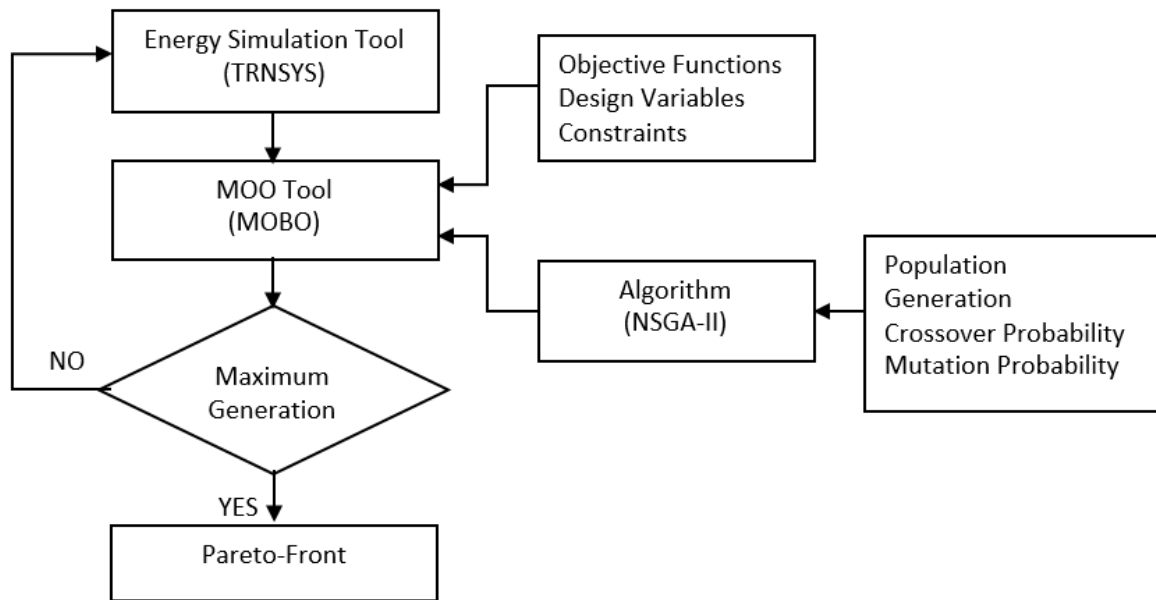 Energy Simulation Tool
(TRNSYS)
Objective Functions
Design Variables
Constraints
MOO Tool
(MOBO)
Algorithm
(NSGA-II)
Population
Generation
Crossover Probability
Mutation Probability
NO
Maximum
Generation
YES
Pareto-Front